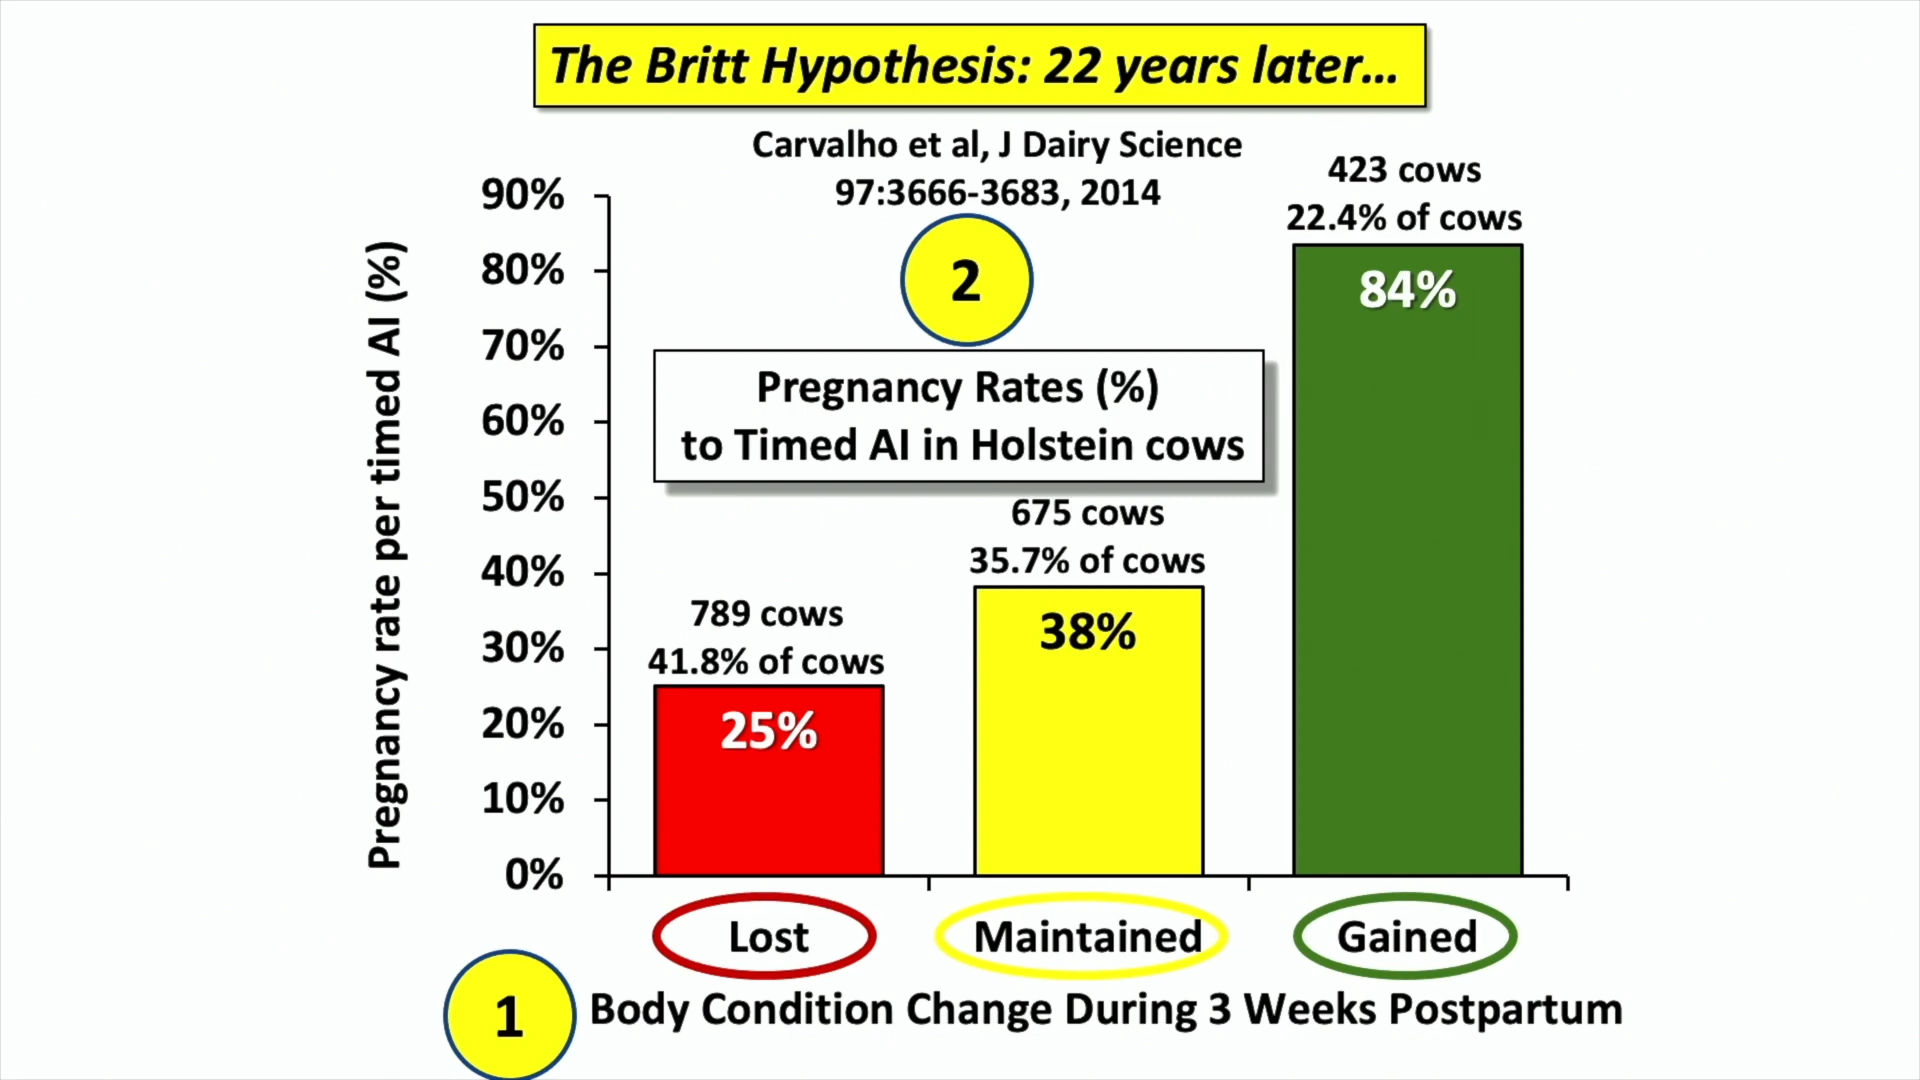 The Britt Hypothesis: 22 years later...
Carvalho et al, J Dairy Science
97:3666-3683, 2014
423 cows
22.4% of cows
90%
80%
70%
60%
50%
40%
30%
20%
10%
0%
Pregnancy rate per timed AI (%)
2
Pregnancy Rates (%)
to Timed AI in Holstein cows
84%
675 cows
35.7% of cows
38%
789 cows
41.8% of cows
25%
Lost
Maintained
Gained
1
Body Condition Change During 3 Weeks Postpartum